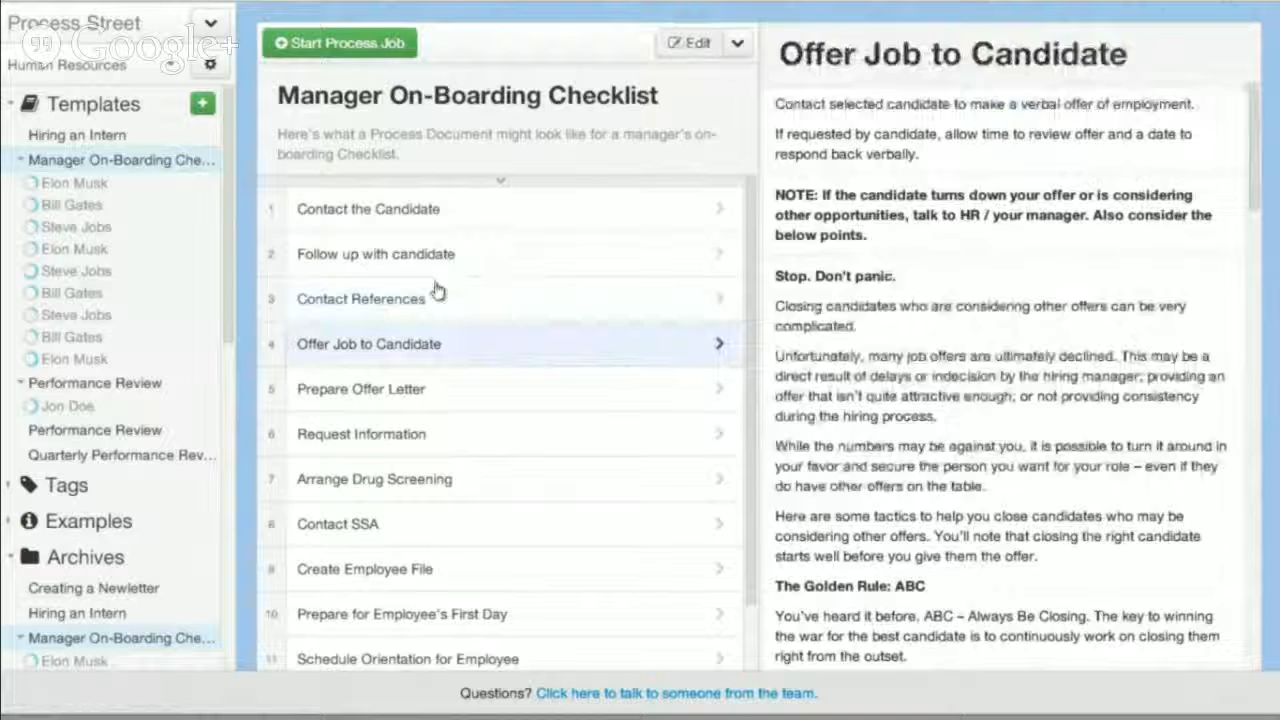 Process Street
Google+
Human Resources
Templates
Hiring an Intern
Manager On-Boarding Che...
Elon Musk
Bill Gates
Steve Jobs
Elon Musk
Steve Jobs
Bill Gates
Steve Jobs
Bill Gates
Elon Musk
Performance Review
Jon Doe
Performance Review
Quarterly Performance Rev...
Tags
Examples
Archives
Creating a Newletter
Hiring an Intern
Manager On-Boarding Che...
Elon Musk
Start Process Job
Edit
Manager On-Boarding Checklist
Here's what a Process Document might look like for a manager's on-
boarding Checklist.
1 Contact the Candidate
2 Follow up with candidate
3 Contact References
4 Offer Job to Candidate
5 Prepare Offer Letter
6 Request Information
7 Arrange Drug Screening
8 Contact SSA
9 Create Employee File
10 Prepare for Employee's First Day
11 Schedule Orientation for Employee
Offer Job to Candidate
Contact selected candidate to make a verbal offer of employment.
If requested by candidate, allow time to review offer and a date to
respond back verbally.
NOTE: If the candidate turns down your offer or is considering
other opportunities, talk to HR / your manager. Also consider the
below points.
Stop. Don't panic.
Closing candidates who are considering other offers can be very
complicated.
Unfortunately, many job offers are ultimately declined. This may be a
direct result of delays or indecision by the hiring manager; providing an
offer that isn't quite attractive enough; or not providing consistency
during the hiring process.
While the numbers may be against you, it is possible to turn it around in
your favor and secure the person you want for your role – even if they
do have other offers on the table.
Here are some tactics to help you close candidates who may be
considering other offers. You'll note that closing the right candidate
starts well before you give them the offer.
The Golden Rule: ABC
You've heard it before, ABC – Always Be Closing. The key to winning
the war for the best candidate is to continuously work on closing them
right from the outset.
Questions? Click here to talk to someone from the team.